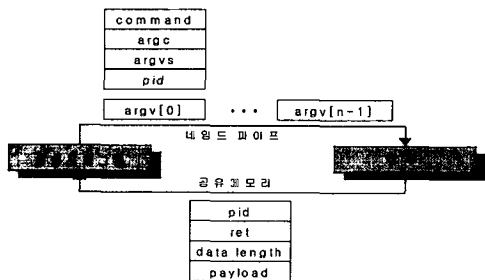 command
argc
argvs
pid
argv[0] ... argv[n-1]
네임드 파이프
공유메모리
pid
ret
data length
payload